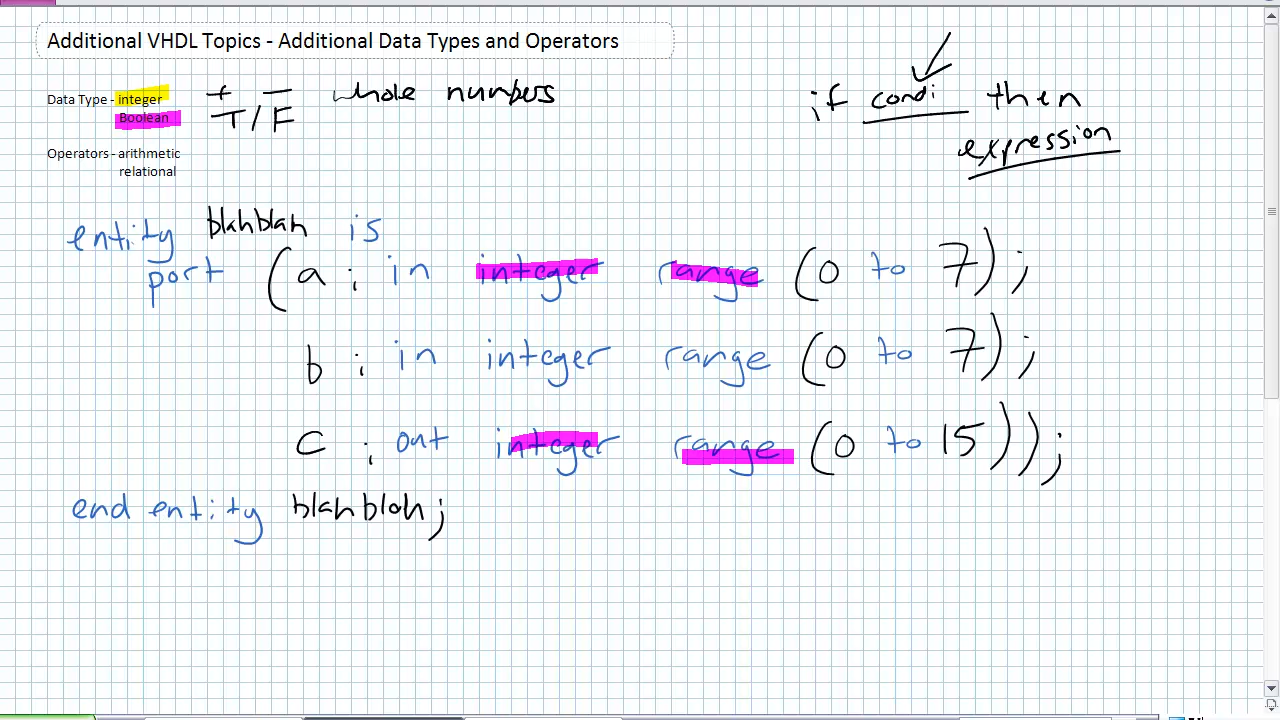 Additional VHDL Topics - Additional Data Types and Operators
Data Type - integer + - whole numbers
Boolean T/F
if condi then
expression
Operators - arithmetic
relational
entity blahblah is
port (a : in integer range (0 to 7);
b : in integer range (0 to 7);
c : out integer range (0 to 15));
end entity blahblah;